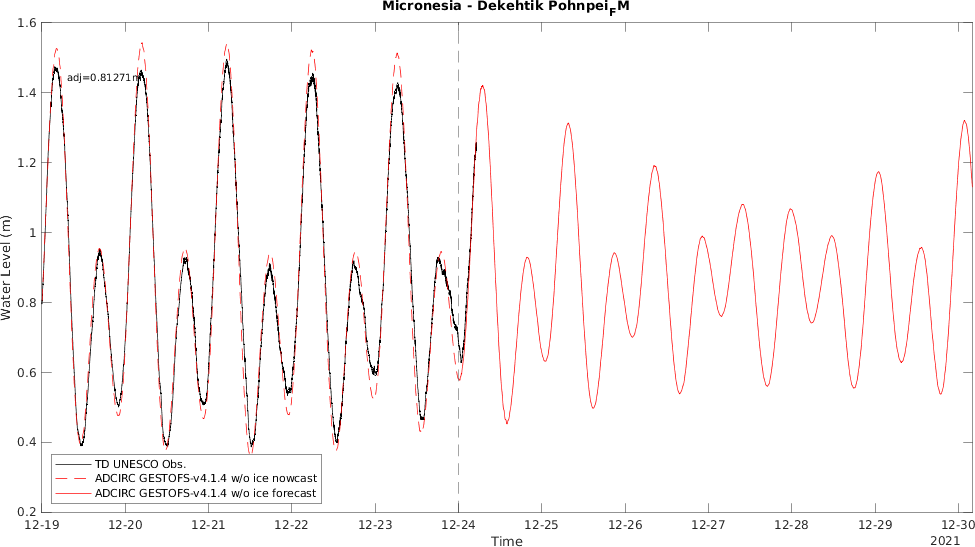 Micronesia - Dekehtik PohnpeiFM
1.6
1.4
1.2
1
0.8
0.6
0.4
0.2
Water Level (m)
adj=0.81271m
TD UNESCO Obs.
ADCIRC GESTOFS-v4.1.4 w/o ice nowcast
ADCIRC GESTOFS-v4.1.4 w/o ice forecast
12-19 12-20 12-21 12-22 12-23 12-24 12-25 12-26 12-27 12-28 12-29 12-30
Time
2021